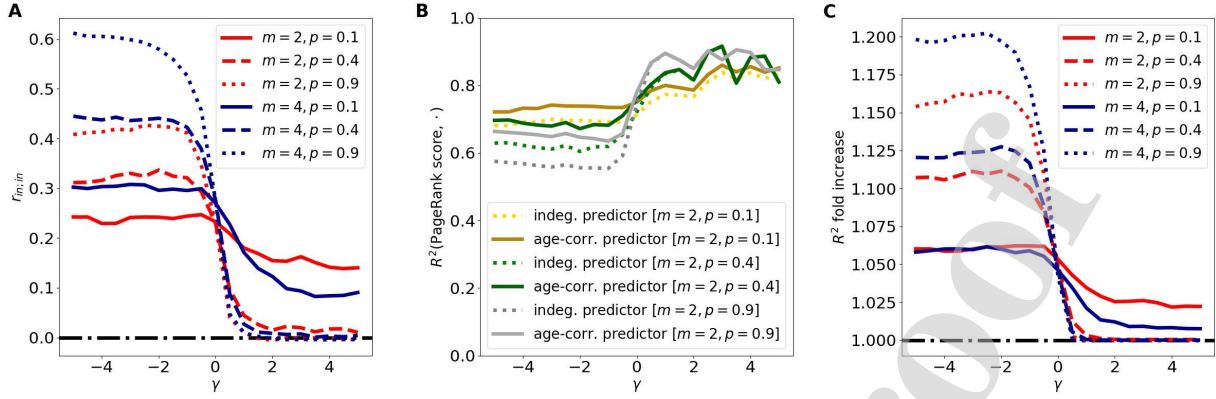 A
0.6
0.5
0.4
0.3
0.2
0.1
0.0
r_{in;in}
−4
−2
0
2
4
γ
m = 2, p = 0.1
m = 2, p = 0.4
m = 2, p = 0.9
m = 4, p = 0.1
m = 4, p = 0.4
m = 4, p = 0.9
B
1.0
0.8
0.6
0.4
0.2
0.0
R²(PageRank score, ·)
−4
−2
0
2
4
γ
indeg. predictor [m = 2, p = 0.1]
age-corr. predictor [m = 2, p = 0.1]
indeg. predictor [m = 2, p = 0.4]
age-corr. predictor [m = 2, p = 0.4]
indeg. predictor [m = 2, p = 0.9]
age-corr. predictor [m = 2, p = 0.9]
C
1.200
1.175
1.150
1.125
1.100
1.075
1.050
1.025
1.000
R² fold increase
−4
−2
0
2
4
γ
m = 2, p = 0.1
m = 2, p = 0.4
m = 2, p = 0.9
m = 4, p = 0.1
m = 4, p = 0.4
m = 4, p = 0.9